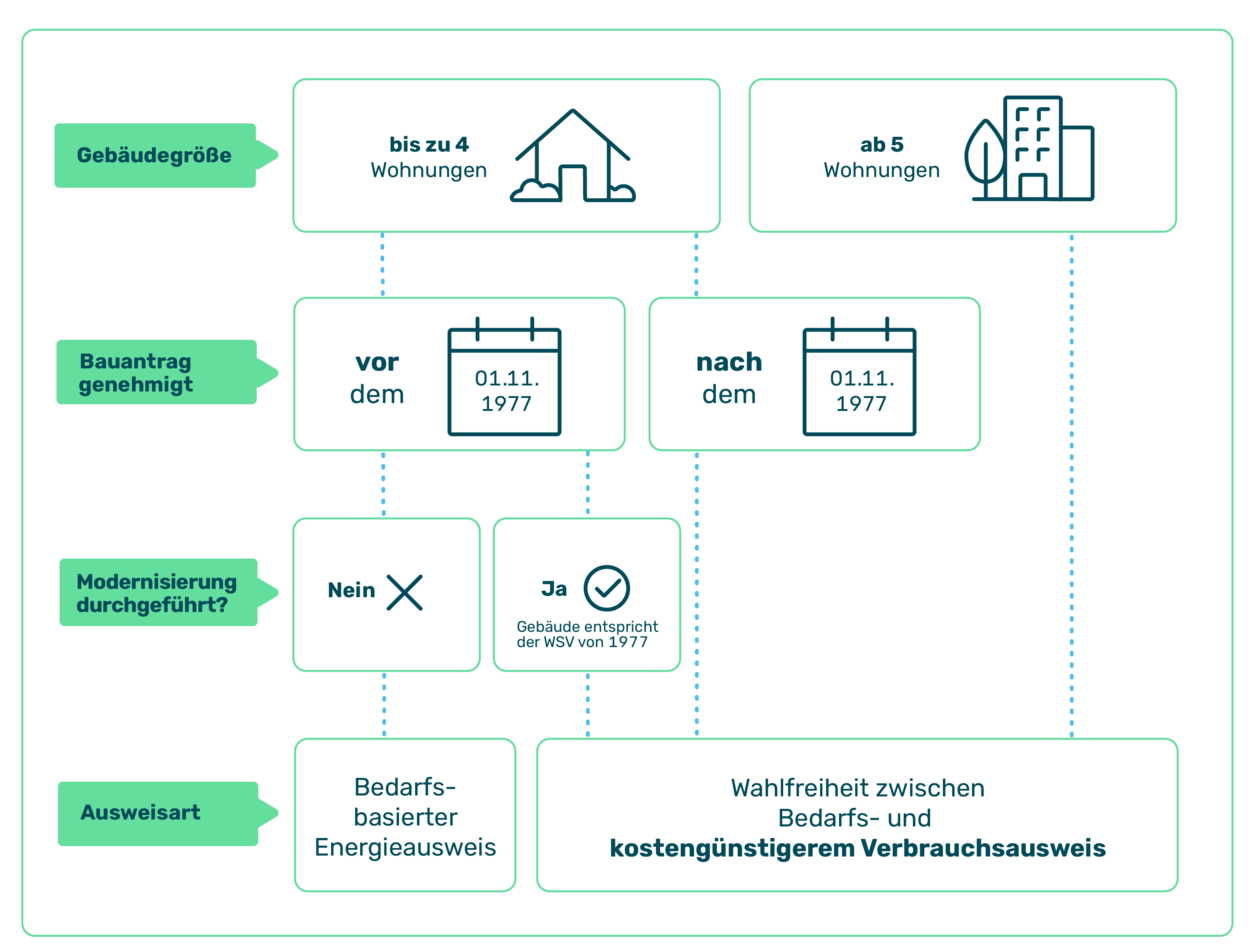 Gebäudegröße
bis zu 4
Wohnungen
ab 5
Wohnungen
Bauantrag
genehmigt
vor
dem
01.11.
1977
nach
dem
01.11.
1977
Modernisierung
durchgeführt?
Nein
Ja
Gebäude entspricht
der WSV von 1977
Ausweisart
Bedarfs-
basierter
Energieausweis
Wahlfreiheit zwischen
Bedarfs- und
kostengünstigerem Verbrauchsausweis